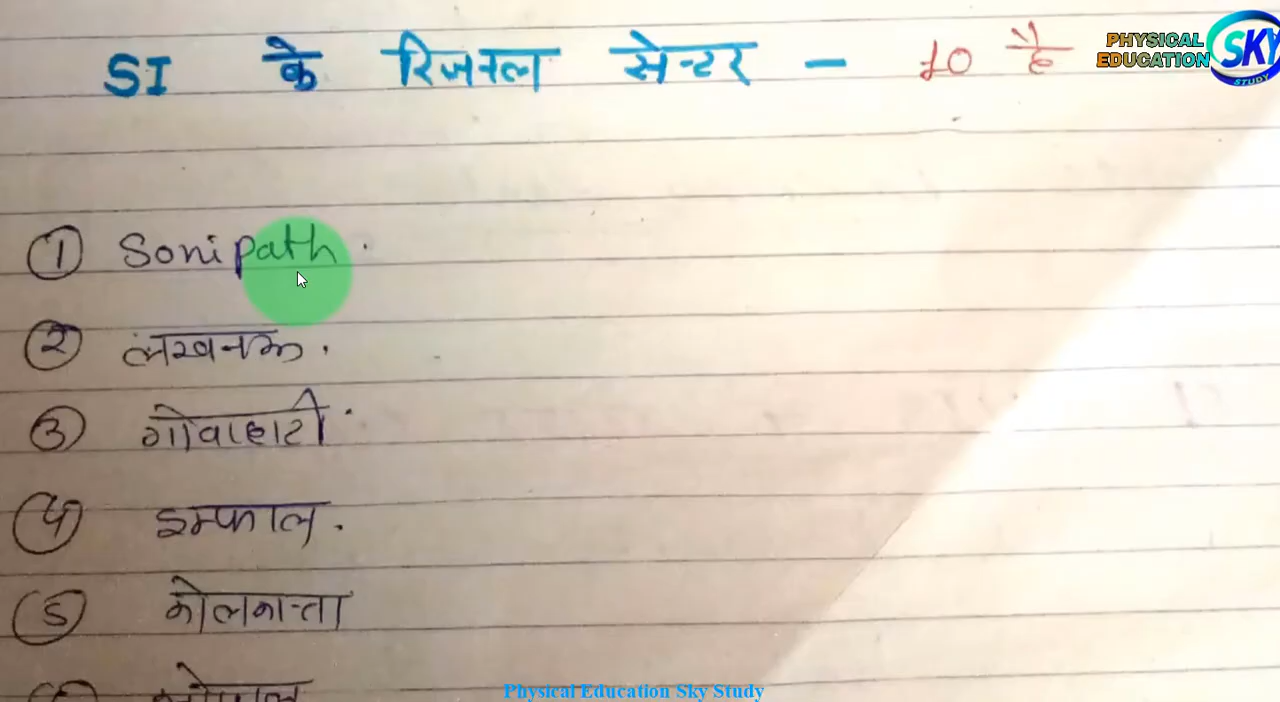 SI के रिजनल सेन्टर - 10 है
PHYSICAL
EDUCATION
SKY
STUDY
① Sonipath .
② लखनऊ .
③ गोवाहाटी .
④ इम्फाल .
⑤ कोलकान्ता
Physical Education Sky Study